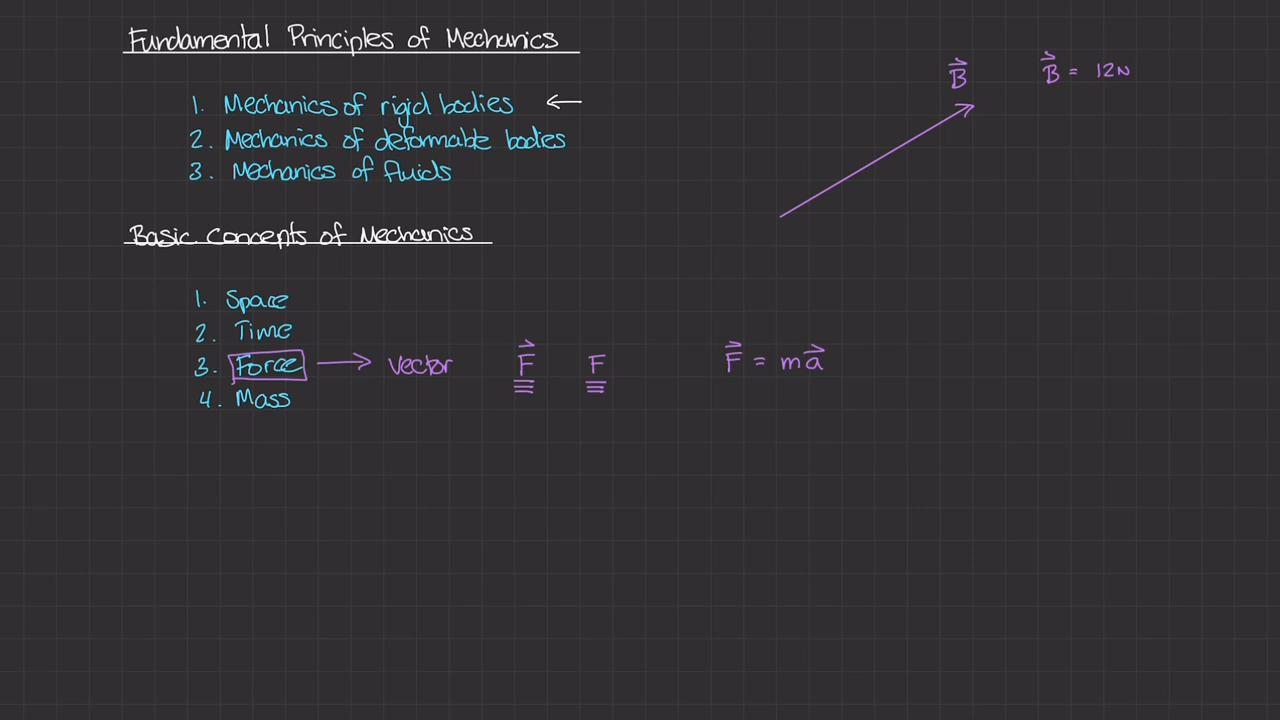 Fundamental Principles of Mechanics
1. Mechanics of rigid bodies ←
2. Mechanics of deformable bodies
3. Mechanics of fluids
B⃗ B⃗ = 12N
Basic Concepts of Mechanics
1. Space
2. Time
3. Force → Vector F⃗ F F⃗ = ma⃗
4. Mass